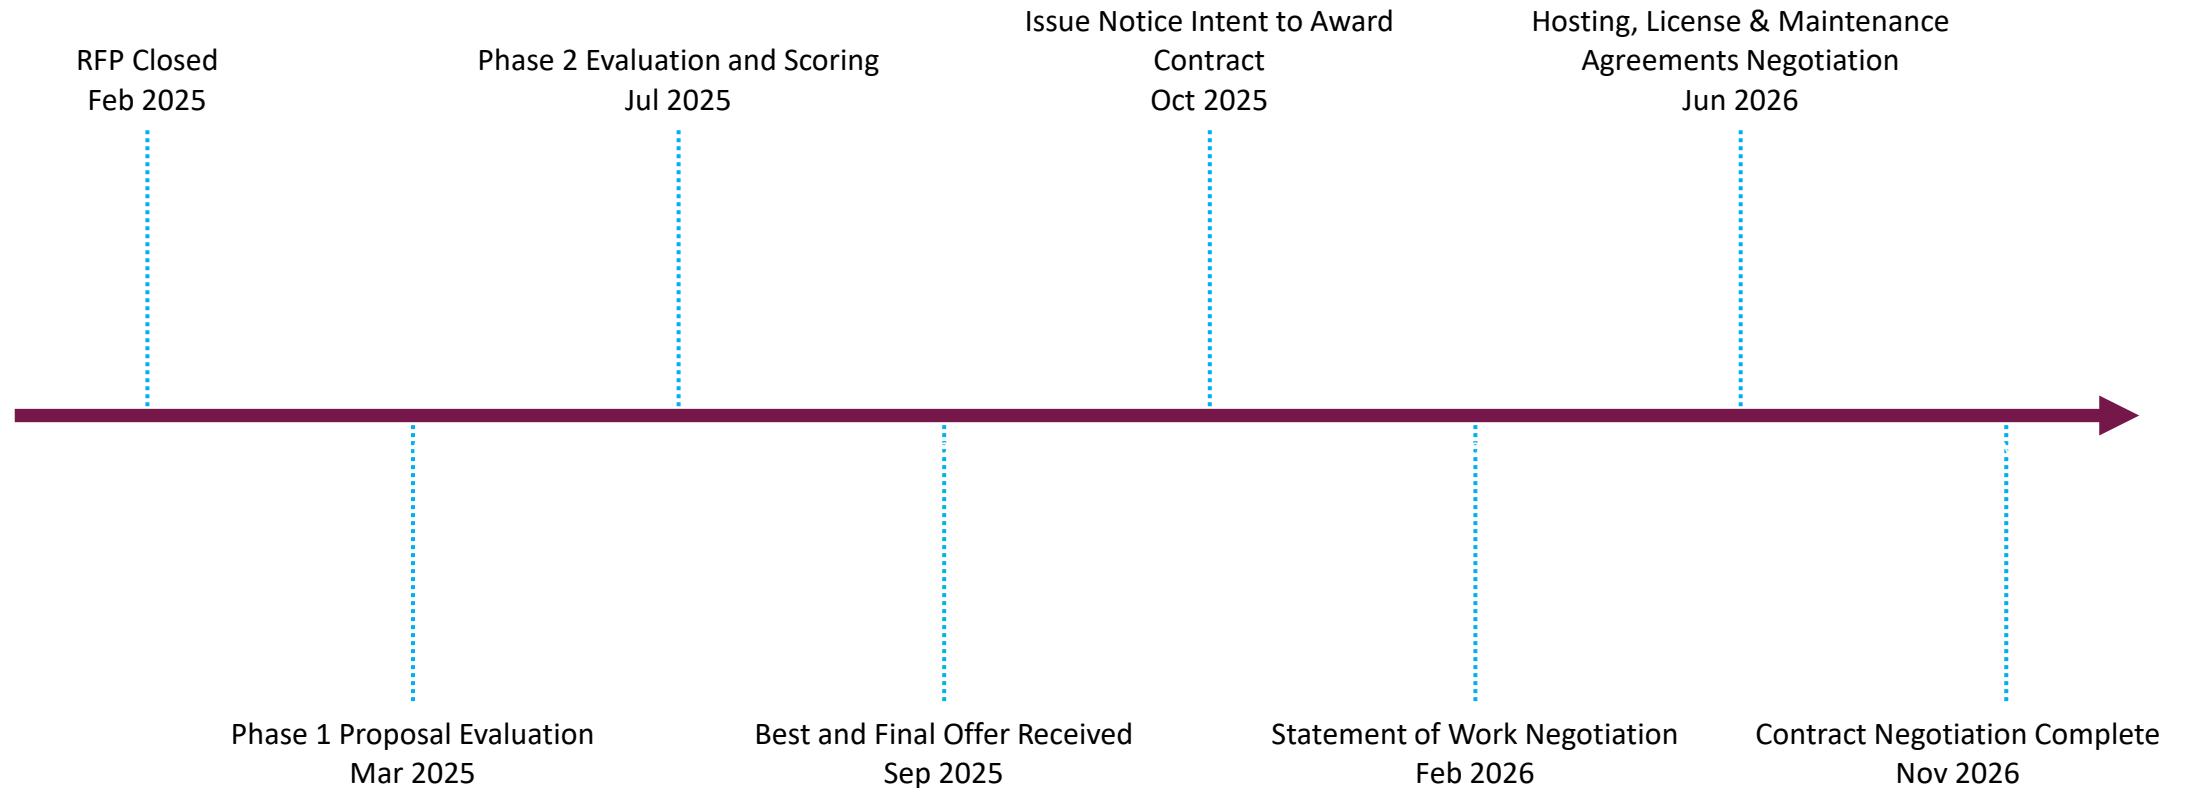 RFP Closed
Feb 2025
Phase 1 Proposal Evaluation
Mar 2025
Phase 2 Evaluation and Scoring
Jul 2025
Best and Final Offer Received
Sep 2025
Issue Notice Intent to Award
Contract
Oct 2025
Statement of Work Negotiation
Feb 2026
Hosting, License & Maintenance
Agreements Negotiation
Jun 2026
Contract Negotiation Complete
Nov 2026